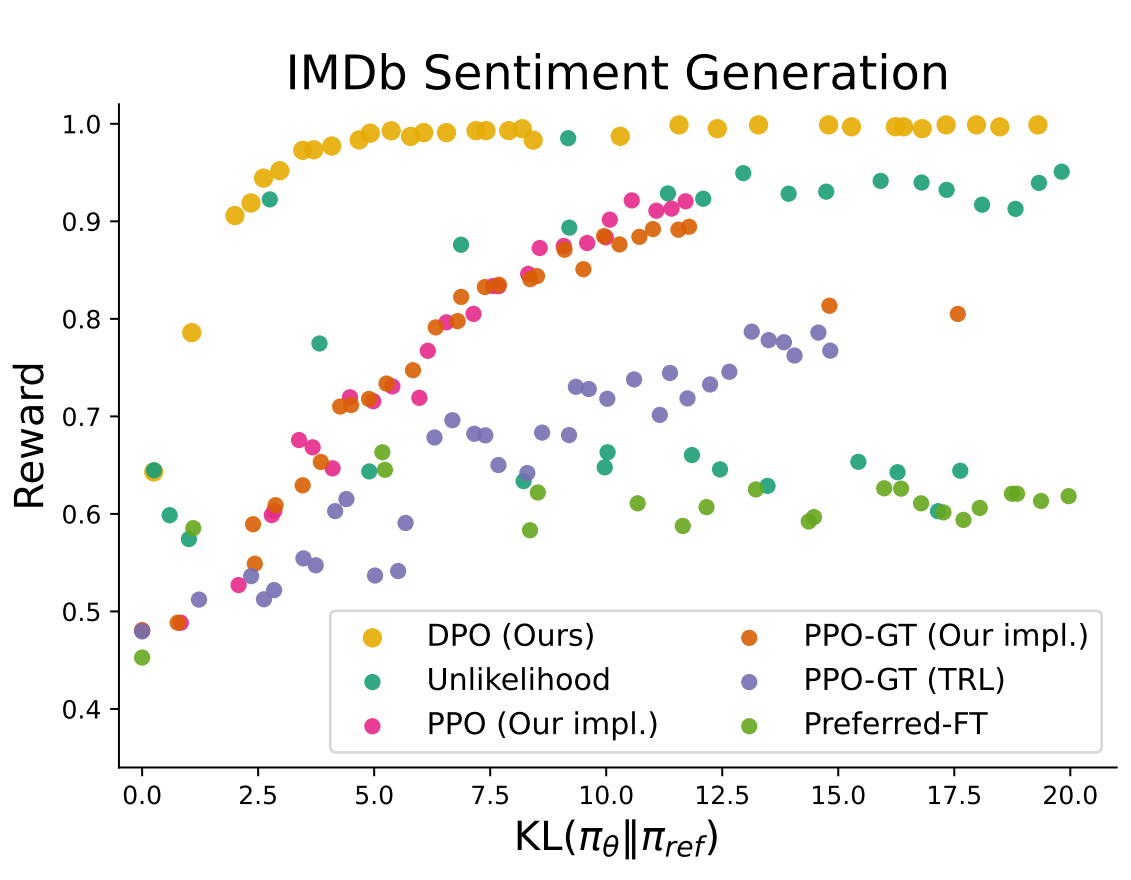 IMDb Sentiment Generation
Reward
1.0
0.9
0.8
0.7
0.6
0.5
0.4
DPO (Ours)
Unlikelihood
PPO (Our impl.)
PPO-GT (Our impl.)
PPO-GT (TRL)
Preferred-FT
0.0 2.5 5.0 7.5 10.0 12.5 15.0 17.5 20.0
KL(πθ‖πref)